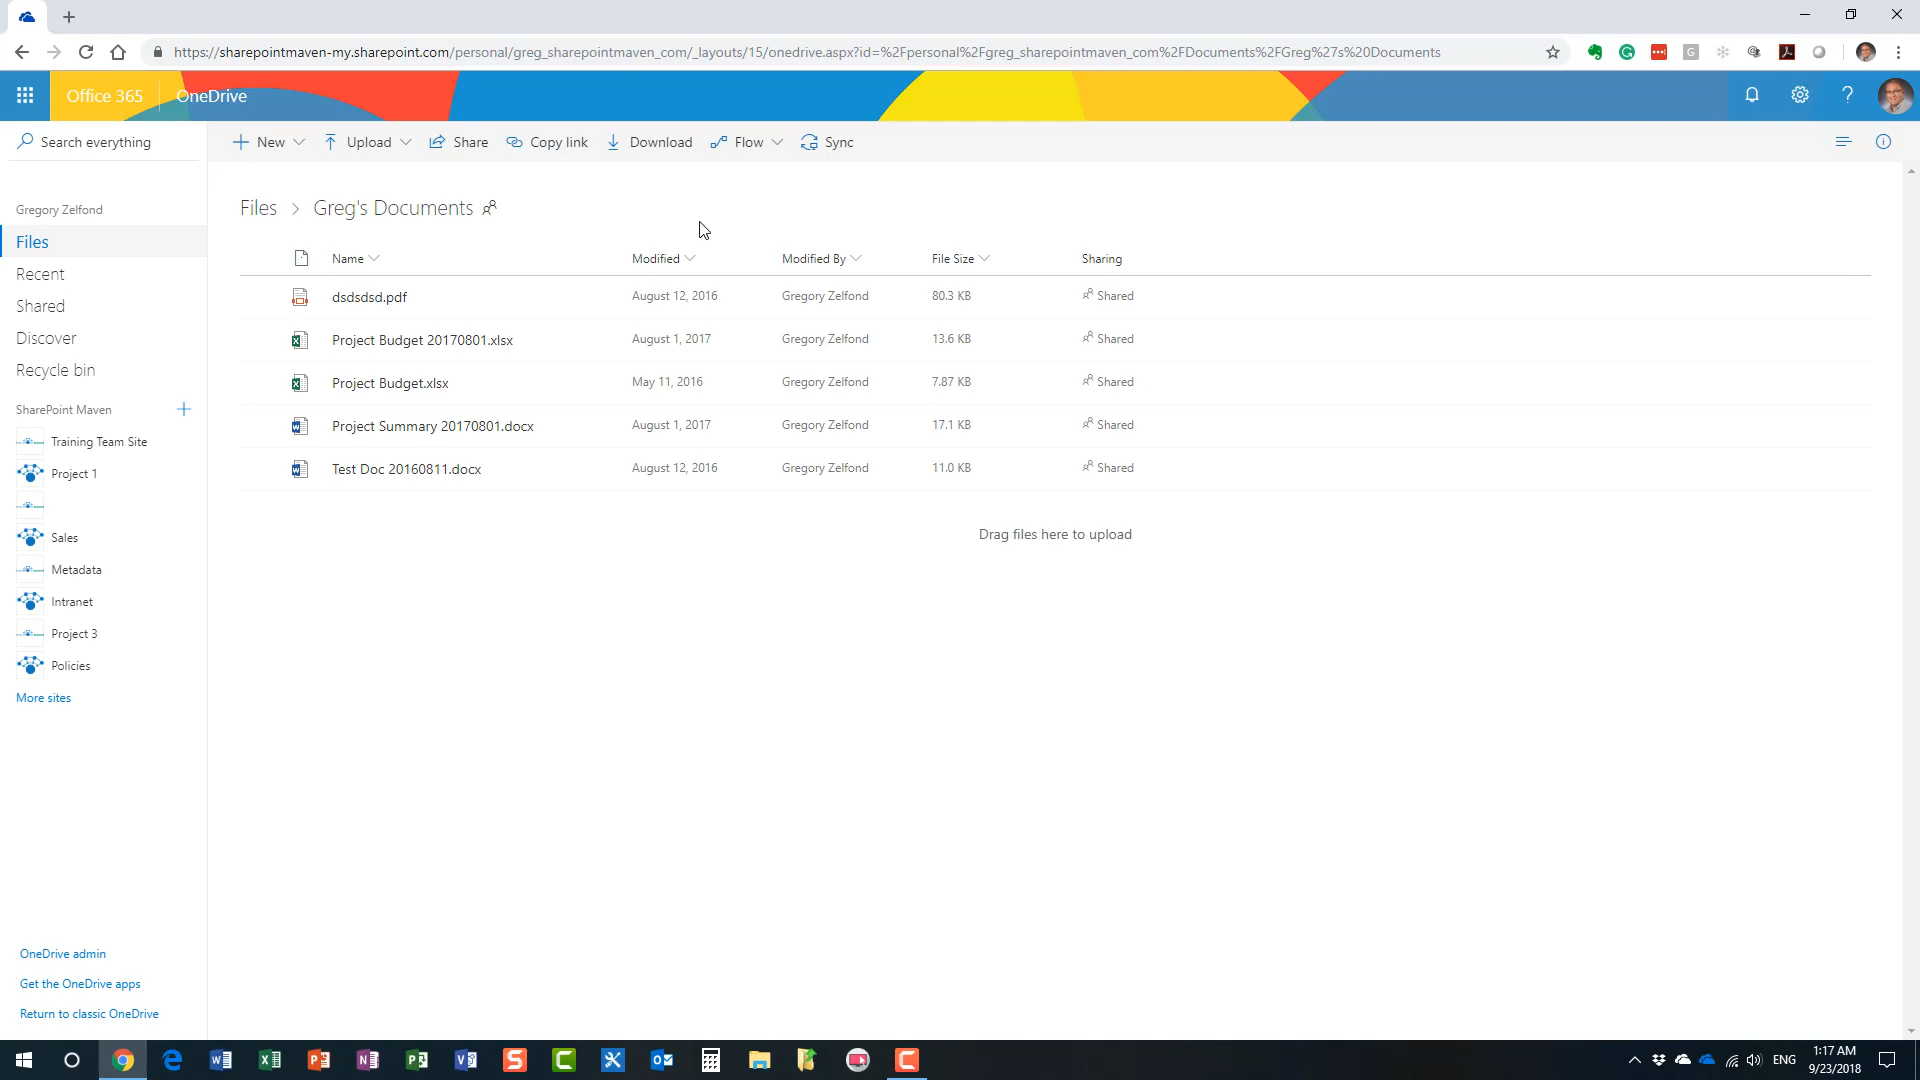 https://sharepointmaven-my.sharepoint.com/personal/greg_sharepointmaven_com/_layouts/15/onedrive.aspx?id=%2Fpersonal%2Fgreg_sharepointmaven_com%2FDocuments%2FGreg%27s%20Documents
Office 365 OneDrive
Search everything
New Upload Share Copy link Download Flow Sync
Files > Greg's Documents
Gregory Zelfond
Files
Recent
Shared
Discover
Recycle bin
SharePoint Maven
Training Team Site
Project 1
Sales
Metadata
Intranet
Project 3
Policies
More sites
OneDrive admin
Get the OneDrive apps
Return to classic OneDrive
Name Modified Modified By File Size Sharing
dsdsdsd.pdf August 12, 2016 Gregory Zelfond 80.3 KB Shared
Project Budget 20170801.xlsx August 1, 2017 Gregory Zelfond 13.6 KB Shared
Project Budget.xlsx May 11, 2016 Gregory Zelfond 7.87 KB Shared
Project Summary 20170801.docx August 1, 2017 Gregory Zelfond 17.1 KB Shared
Test Doc 20160811.docx August 12, 2016 Gregory Zelfond 11.0 KB Shared
Drag files here to upload
ENG
1:17 AM
9/23/2018